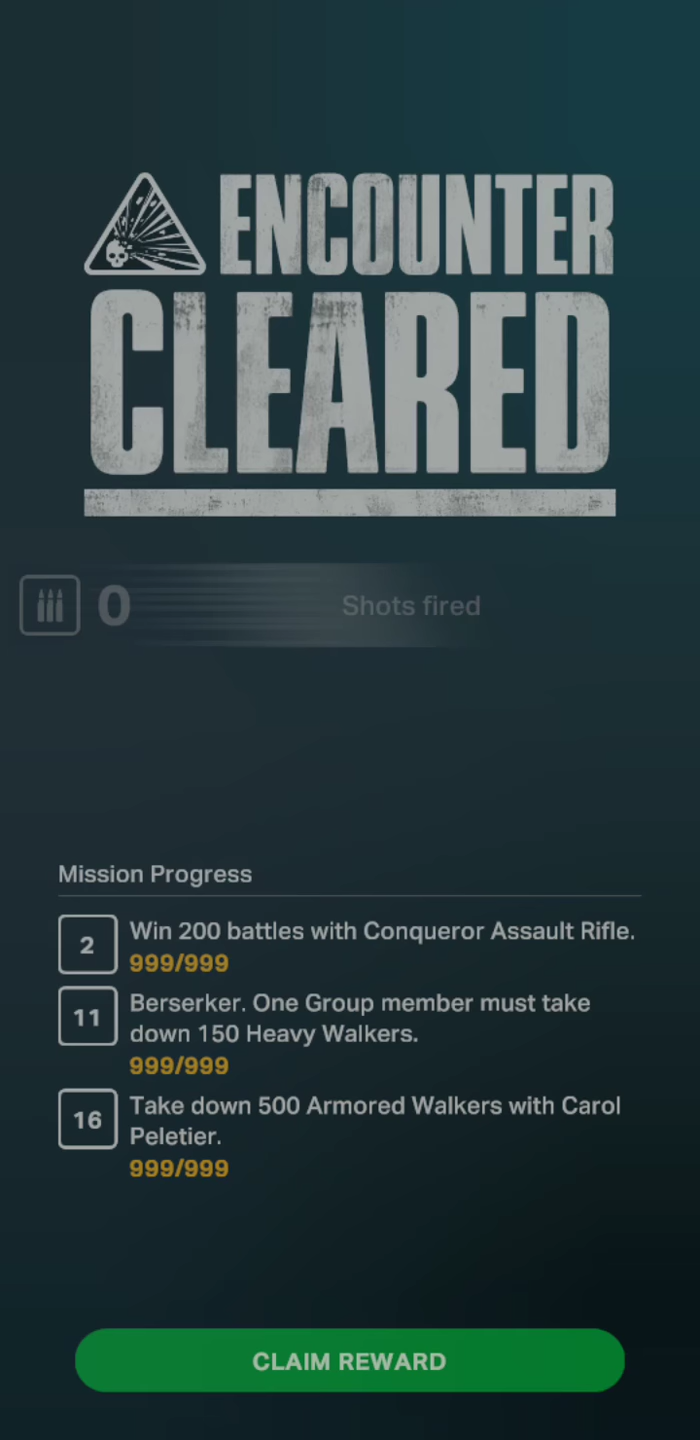 ENCOUNTER
CLEARED
0 Shots fired
Mission Progress
2 Win 200 battles with Conqueror Assault Rifle.
999/999
11 Berserker. One Group member must take
down 150 Heavy Walkers.
999/999
16 Take down 500 Armored Walkers with Carol
Peletier.
999/999
CLAIM REWARD